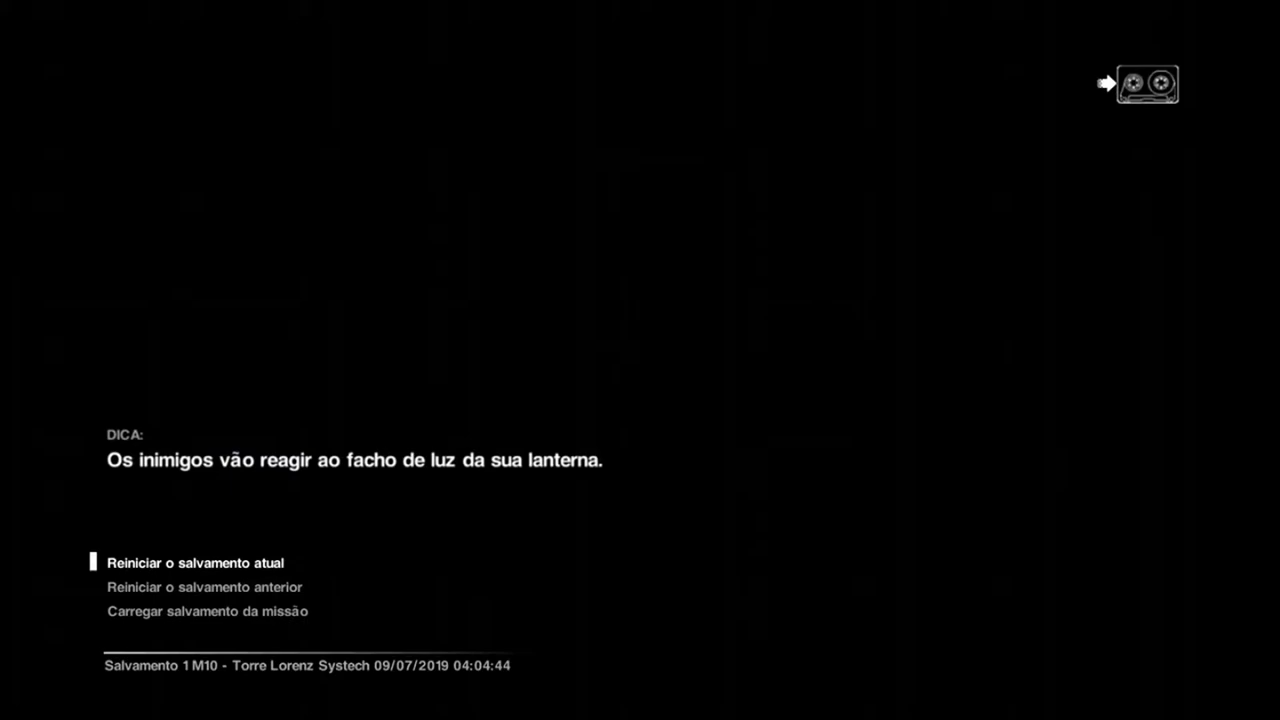 DICA:
Os inimigos vão reagir ao facho de luz da sua lanterna.
Reiniciar o salvamento atual
Reiniciar o salvamento anterior
Carregar salvamento da missão
Salvamento 1 M10 - Torre Lorenz Systech 09/07/2019 04:04:44